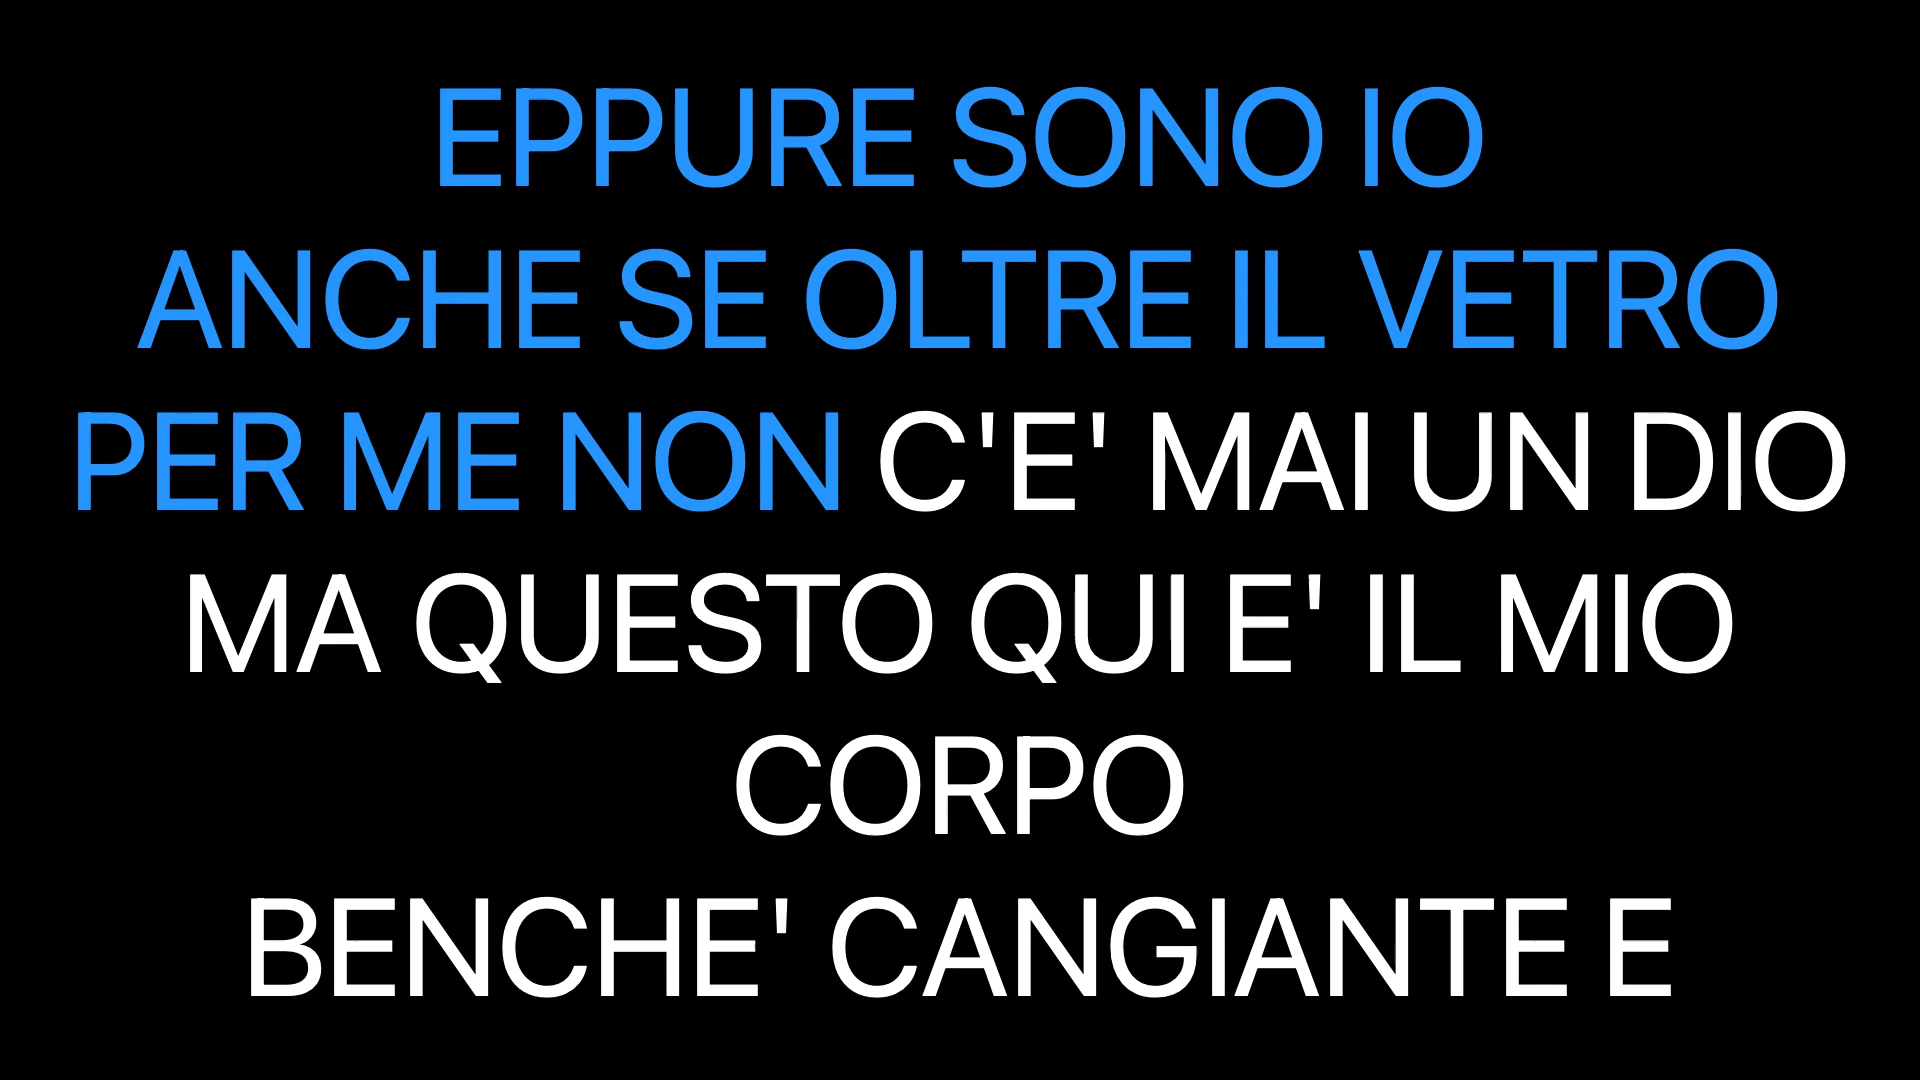 EPPURE SONO IO
ANCHE SE OLTRE IL VETRO
PER ME NON C'E' MAI UN DIO
MA QUESTO QUI E' IL MIO
CORPO
BENCHE' CANGIANTE E